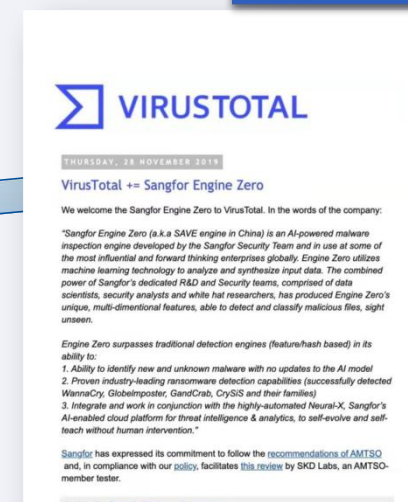 VIRUSTOTAL
THURSDAY, 28 NOVEMBER 2019
VirusTotal += Sangfor Engine Zero
We welcome the Sangfor Engine Zero to VirusTotal. In the words of the company:
"Sangfor Engine Zero (a.k.a SAVE engine in China) is an AI-powered malware
inspection engine developed by the Sangfor Security Team and in use at some of
the most influential and forward thinking enterprises globally. Engine Zero utilizes
machine learning technology to analyze and synthesize input data. The combined
power of Sangfor's dedicated R&D and Security teams, comprised of data
scientists, security analysts and white hat researchers, has produced Engine Zero's
unique, multi-dimentional features, able to detect and classify malicious files, sight
unseen.
Engine Zero surpasses traditional detection engines (feature/hash based) in its
ability to:
1. Ability to identify new and unknown malware with no updates to the AI model
2. Proven industry-leading ransomware detection capabilities (successfully detected
WannaCry, GlobeImposter, GandCrab, CrySiS and their families)
3. Integrate and work in conjunction with the highly-automated Neural-X, Sangfor's
AI-enabled cloud platform for threat intelligence & analytics, to self-evolve and self-
teach without human intervention."
Sangfor has expressed its commitment to follow the recommendations of AMTSO
and, in compliance with our policy, facilitates this review by SKD Labs, an AMTSO-
member tester.